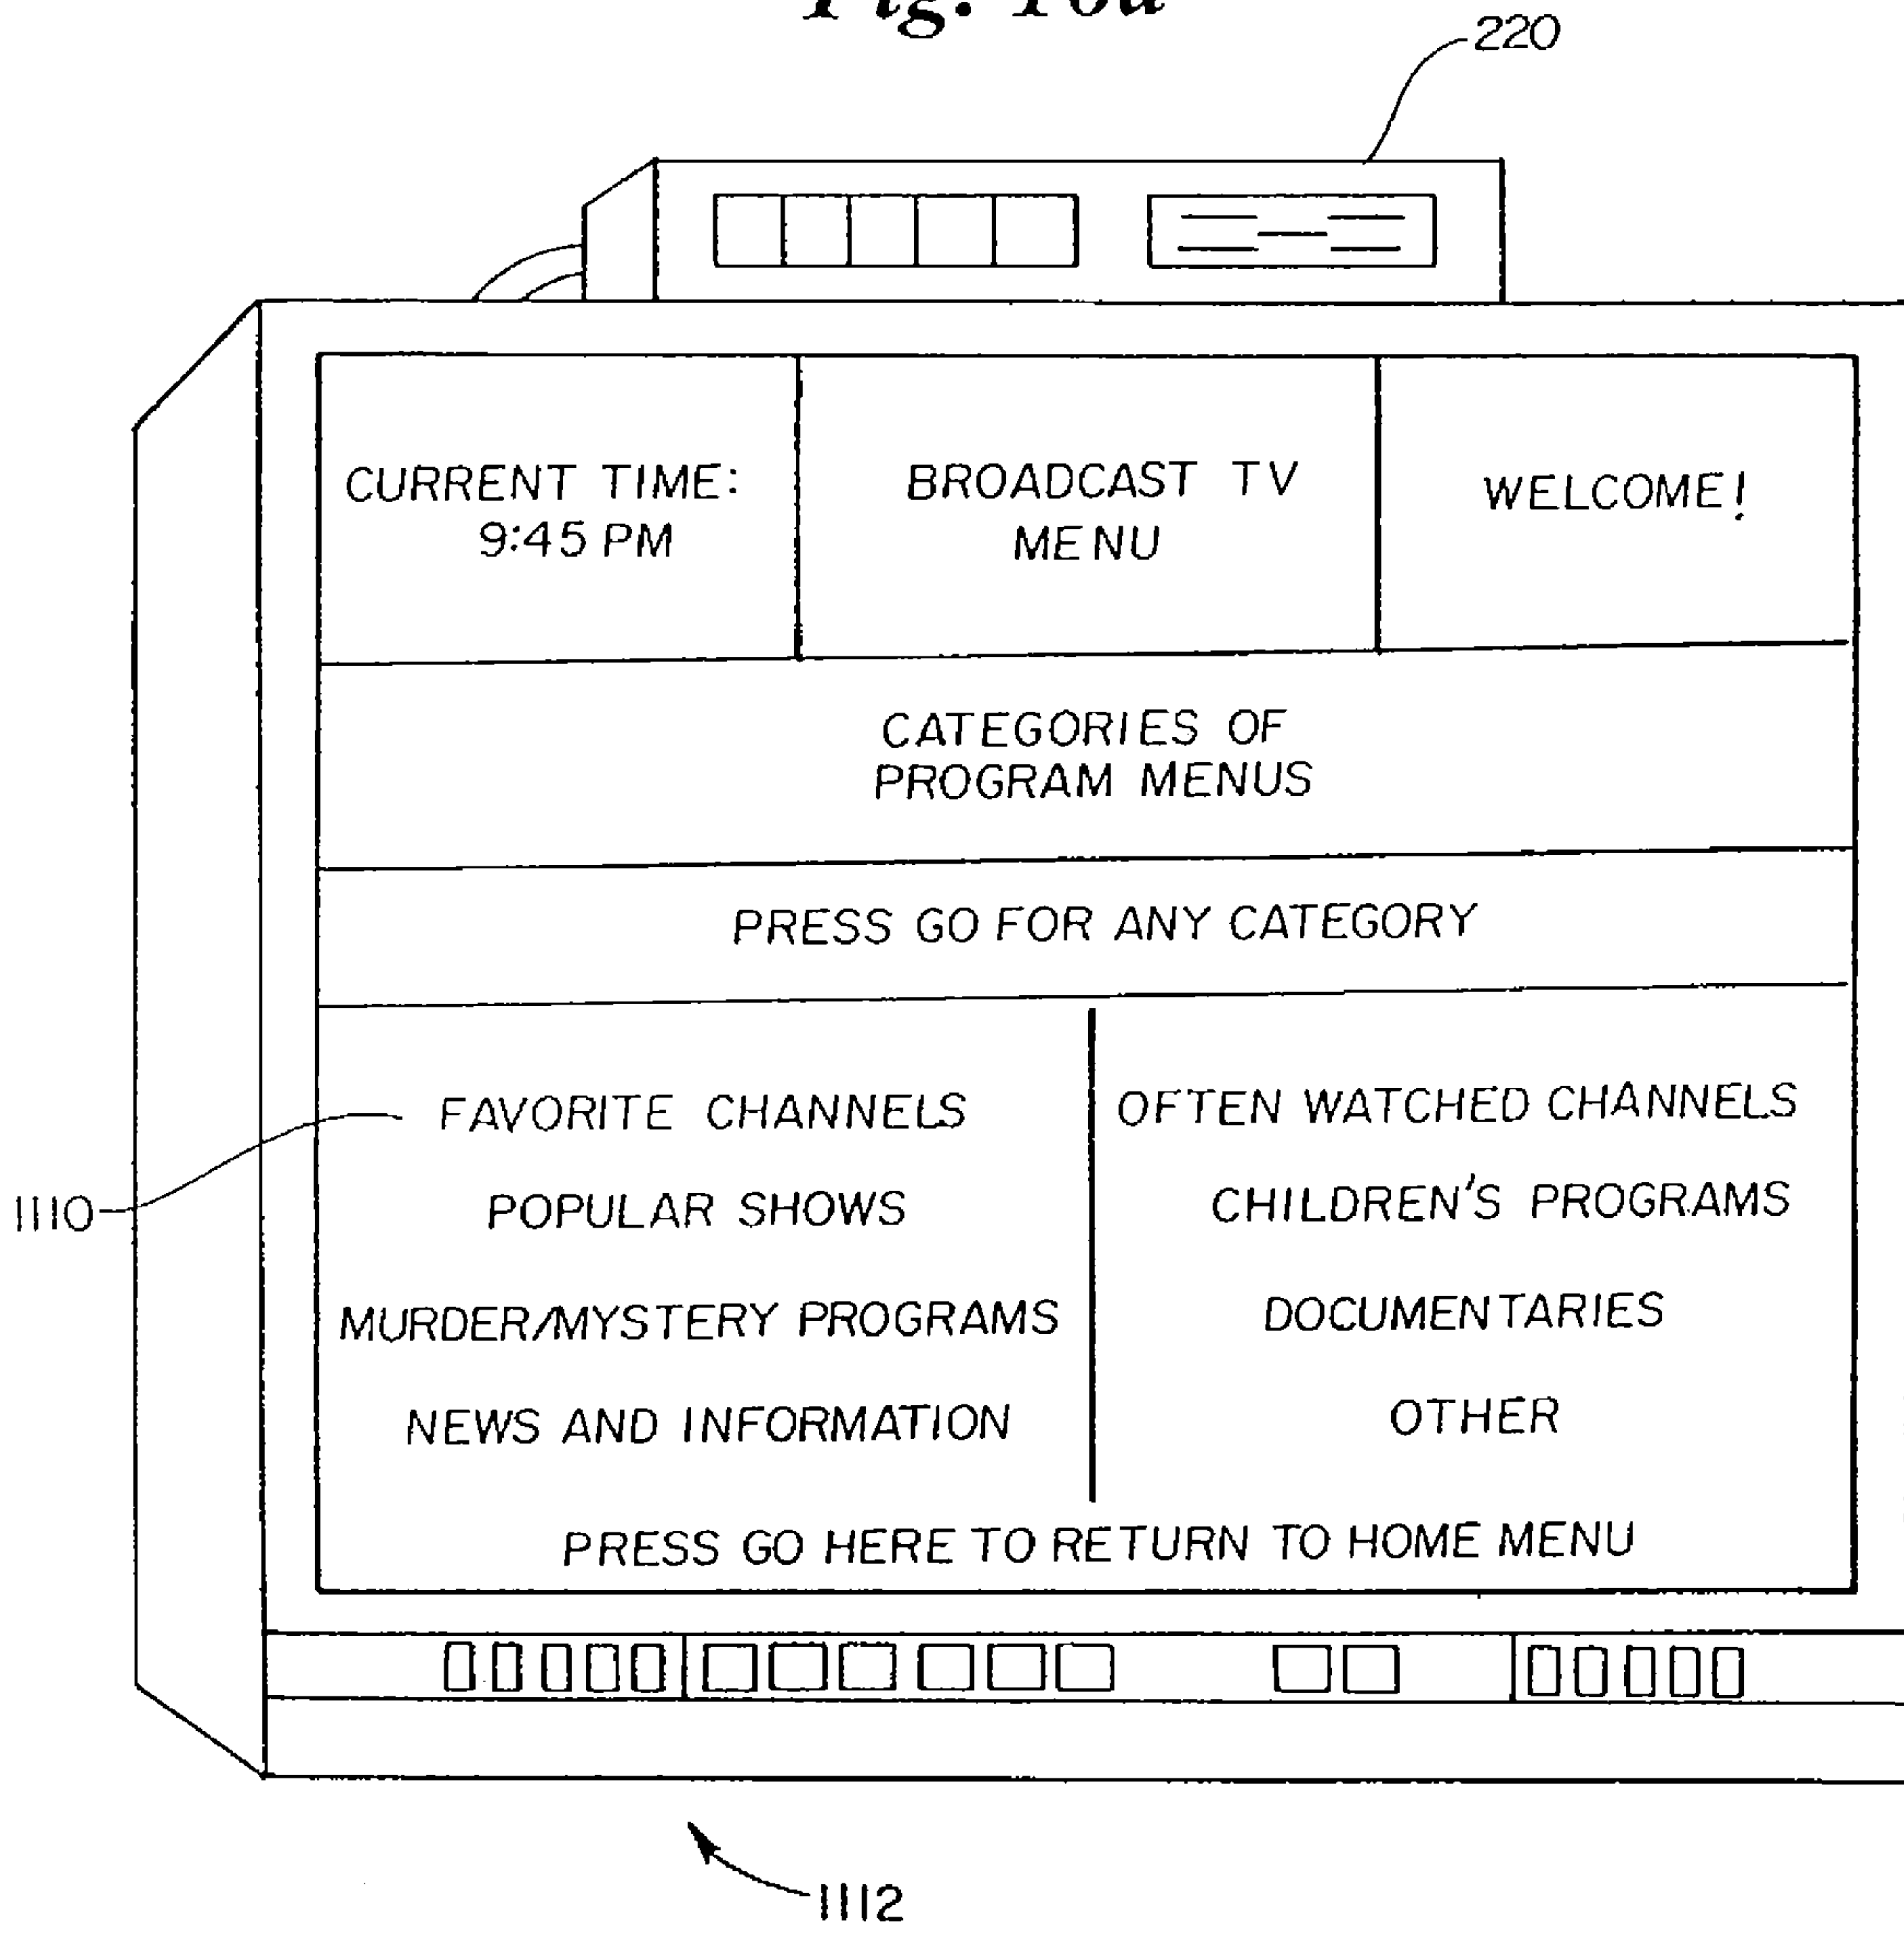 Fig. 10a
220
CURRENT TIME:
9:45 PM
BROADCAST TV
MENU
WELCOME!
CATEGORIES OF
PROGRAM MENUS
PRESS GO FOR ANY CATEGORY
FAVORITE CHANNELS
OFTEN WATCHED CHANNELS
1110
POPULAR SHOWS
CHILDREN'S PROGRAMS
MURDER/MYSTERY PROGRAMS
DOCUMENTARIES
NEWS AND INFORMATION
OTHER
PRESS GO HERE TO RETURN TO HOME MENU
1112